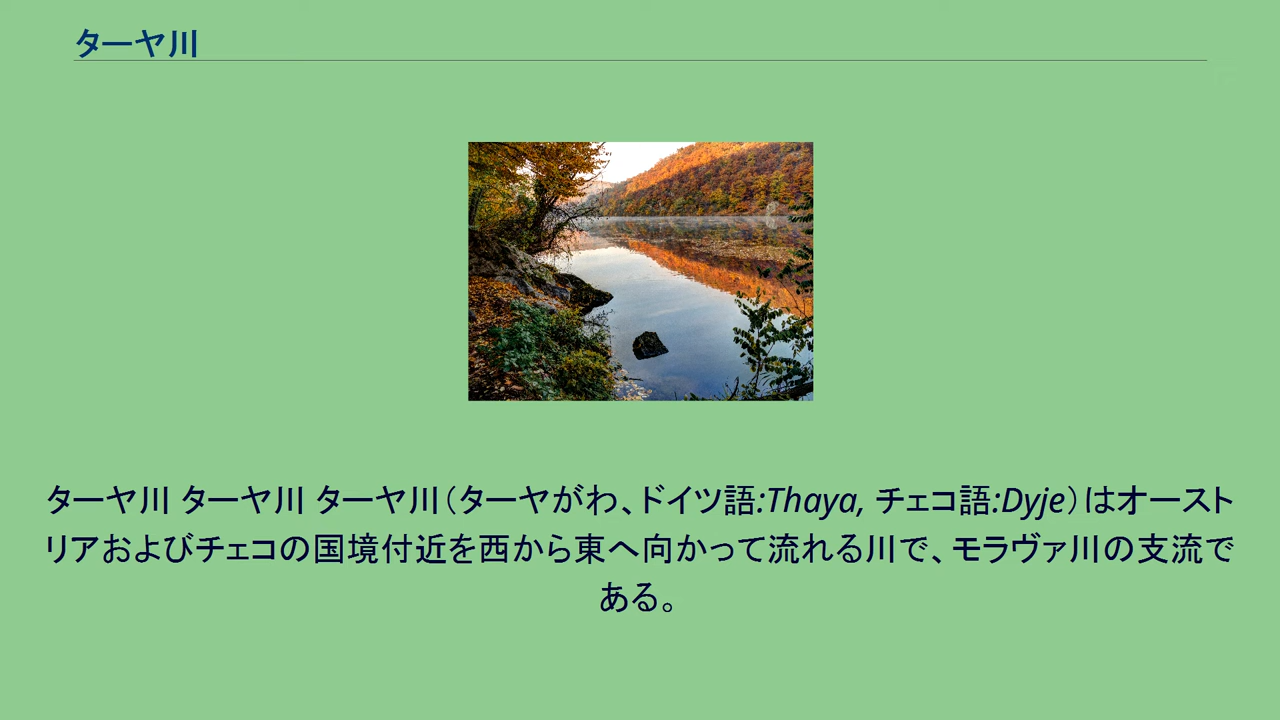 ターヤ川
ターヤ川 ターヤ川 ターヤ川（ターヤがわ、ドイツ語:Thaya, チェコ語:Dyje）はオースト
リアおよびチェコの国境付近を西から東へ向かって流れる川で、モラヴァ川の支流で
ある。